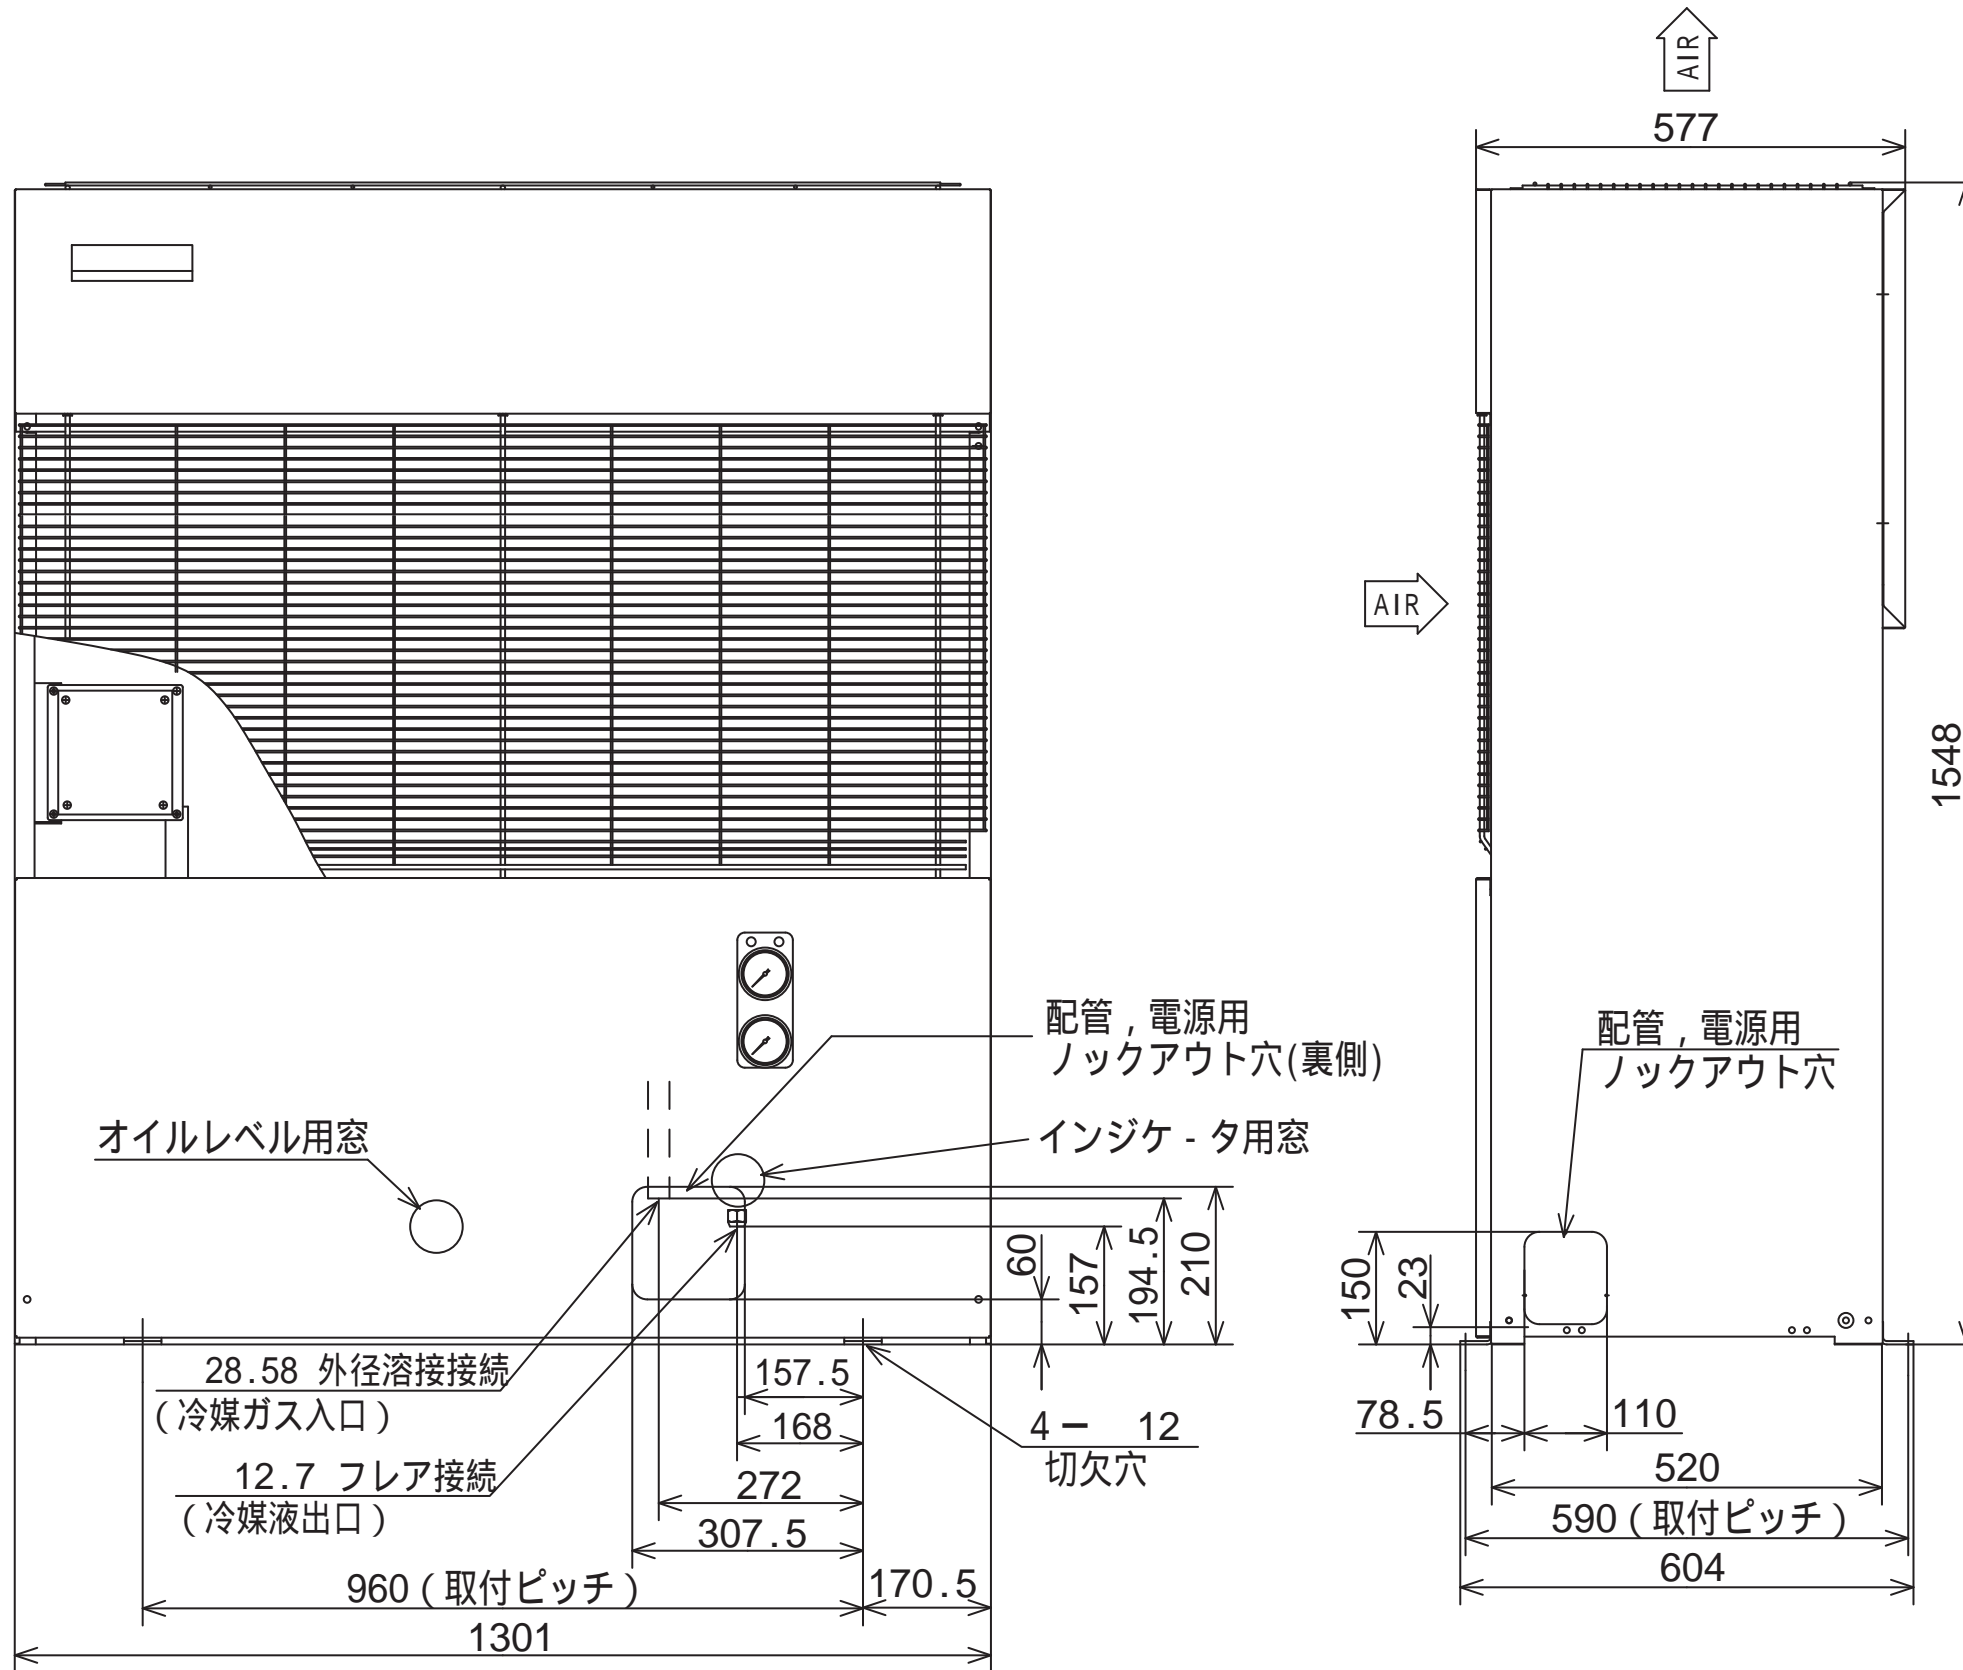 AIR
577
AIR
1548
配管，電源用
ノックアウト穴(裏側)
配管，電源用
ノックアウト穴
オイルレベル用窓
インジケ-タ用窓
60
157
194.5
210
150
23
28.58 外径溶接接続
(冷媒ガス入口)
157.5
168
4－ 12
切欠穴
78.5
110
12.7 フレア接続
(冷媒液出口)
272
307.5
520
590(取付ピッチ)
604
960(取付ピッチ)
170.5
1301